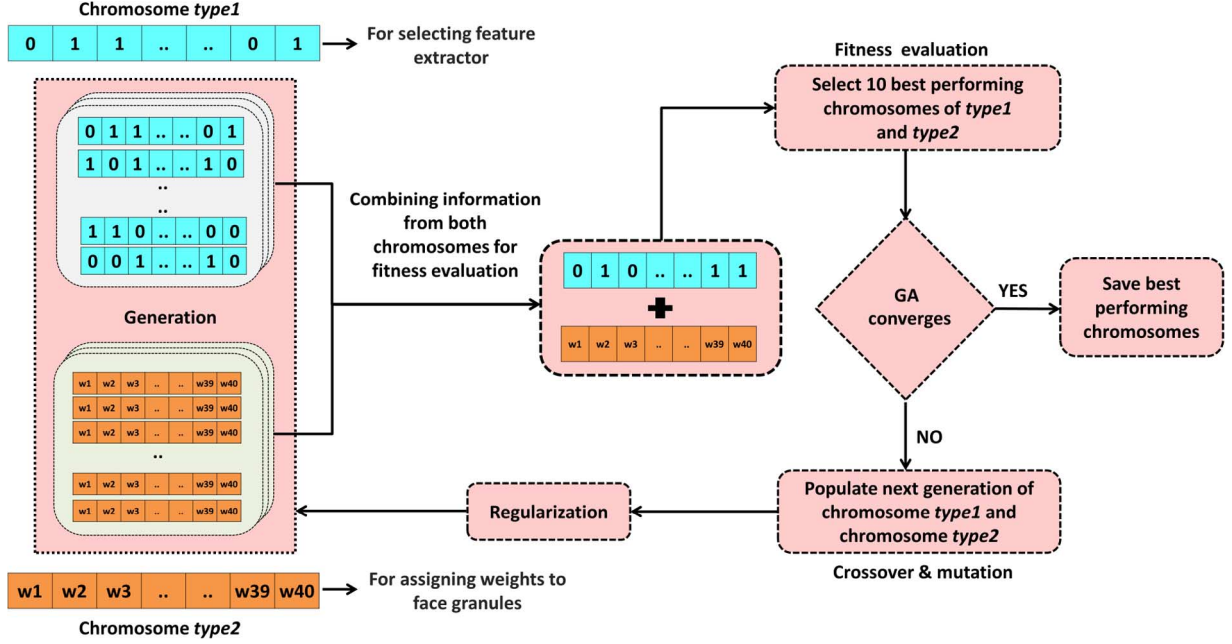 Chromosome type1
0 1 1 .. .. 0 1
For selecting feature
extractor
0 1 1 .. .. 0 1
1 0 1 .. .. 1 0
..
..
1 1 0 .. .. 0 0
0 0 1 .. .. 1 0
Generation
w1 w2 w3 .. .. w39 w40
w1 w2 w3 .. .. w39 w40
w1 w2 w3 .. .. w39 w40
..
w1 w2 w3 .. .. w39 w40
w1 w2 w3 .. .. w39 w40
w1 w2 w3 .. .. w39 w40
Chromosome type2
For assigning weights to
face granules
Combining information
from both
chromosomes for
fitness evaluation
0 1 0 .. .. 1 1
+
w1 w2 w3 .. .. w39 w40
Fitness evaluation
Select 10 best performing
chromosomes of type1
and type2
GA
converges
YES
Save best
performing
chromosomes
NO
Populate next generation of
chromosome type1 and
chromosome type2
Crossover & mutation
Regularization